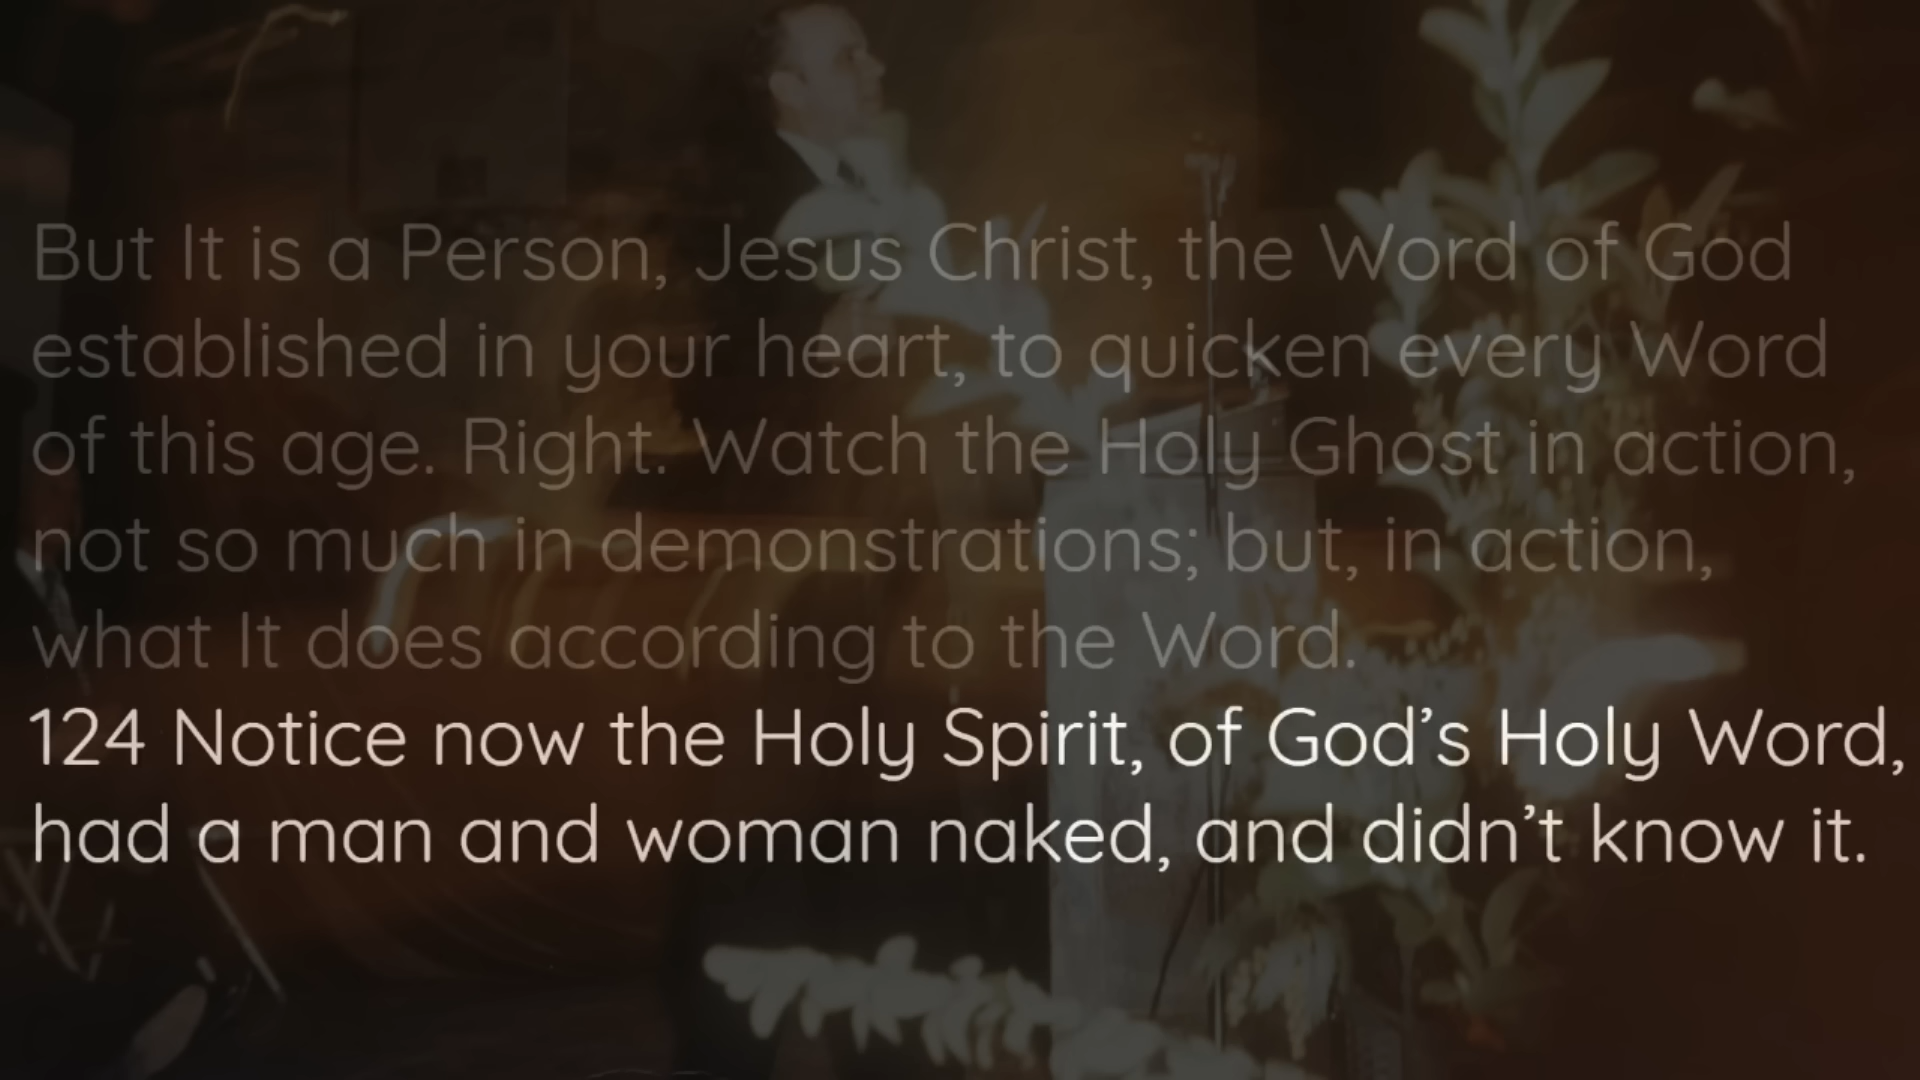 But It is a Person, Jesus Christ, the Word of God
established in your heart, to quicken every Word
of this age. Right. Watch the Holy Ghost in action,
not so much in demonstrations; but, in action,
what It does according to the Word.
124 Notice now the Holy Spirit, of God’s Holy Word,
had a man and woman naked, and didn’t know it.